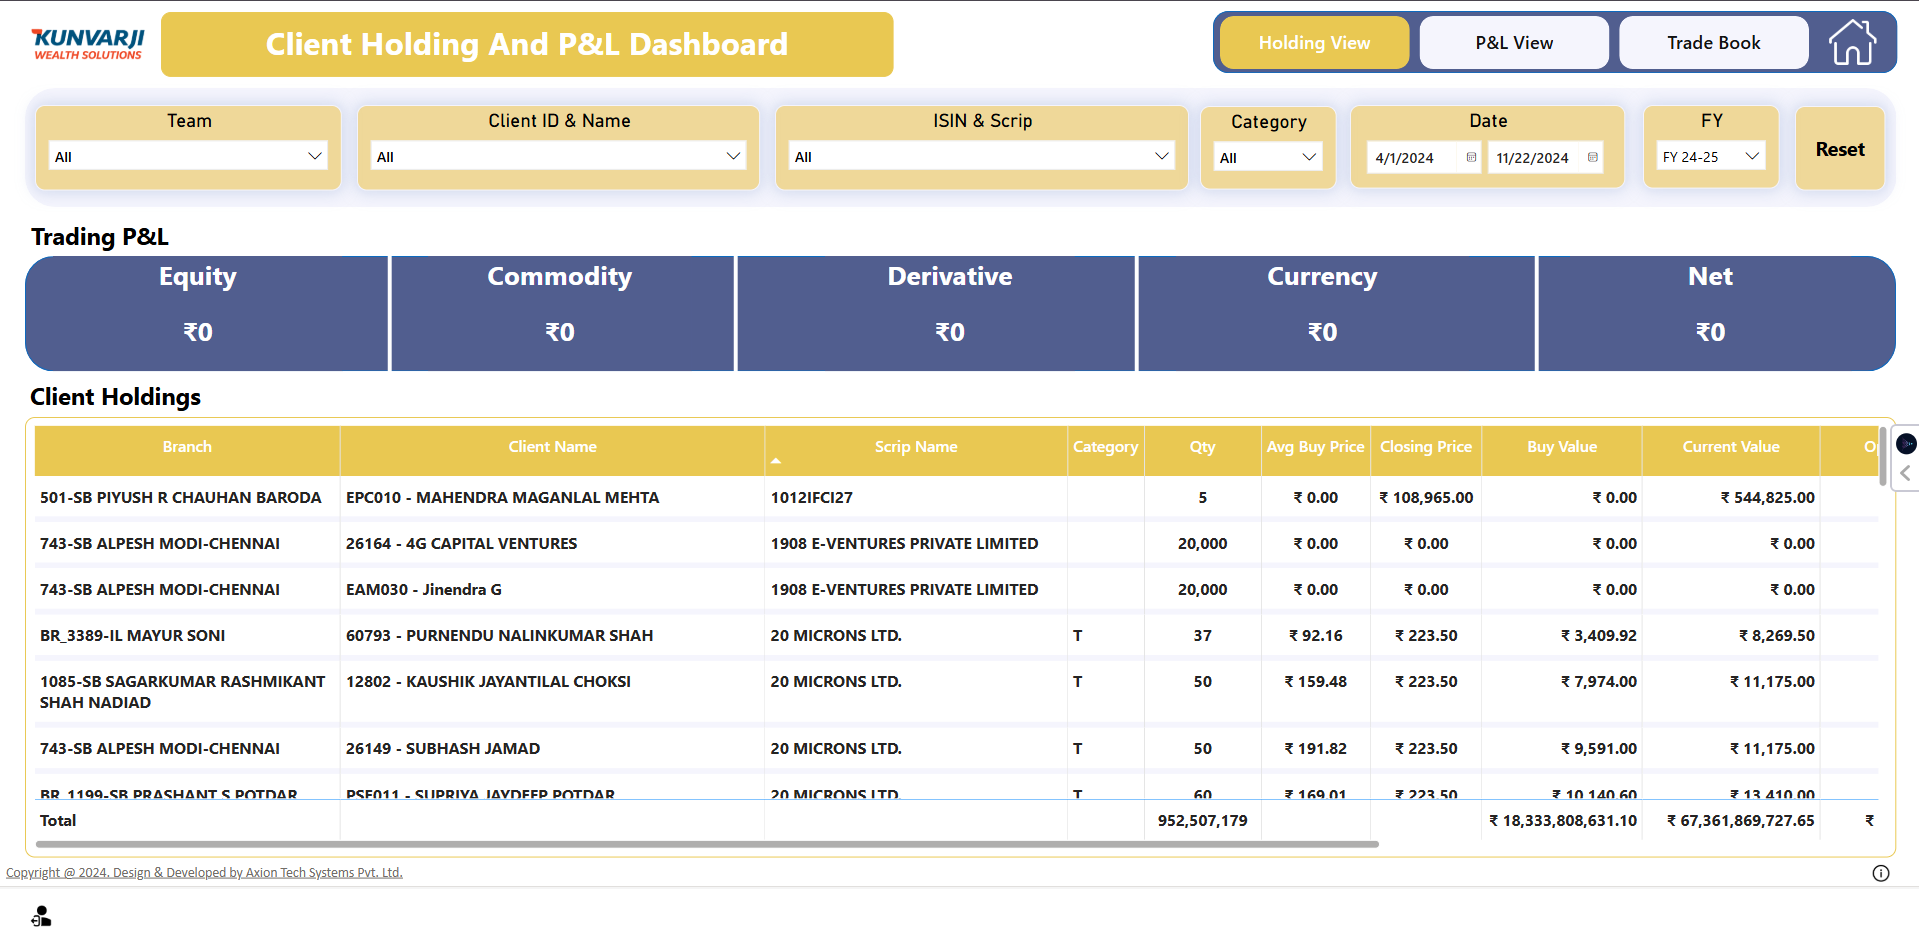 KUNVARJI
WEALTH SOLUTIONS
Client Holding And P&L Dashboard
Holding View
P&L View
Trade Book
Team
Client ID & Name
ISIN & Scrip
Category
Date
FY
Reset
All
All
All
All
4/1/2024
11/22/2024
FY 24-25
Trading P&L
Equity
Commodity
Derivative
Currency
Net
₹0
₹0
₹0
₹0
₹0
Client Holdings
Branch Client Name Scrip Name Category Qty Avg Buy Price Closing Price Buy Value Current Value
501-SB PIYUSH R CHAUHAN BARODA EPC010 - MAHENDRA MAGANLAL MEHTA 1012IFCI27 5 ₹ 0.00 ₹ 108,965.00 ₹ 0.00 ₹ 544,825.00
743-SB ALPESH MODI-CHENNAI 26164 - 4G CAPITAL VENTURES 1908 E-VENTURES PRIVATE LIMITED 20,000 ₹ 0.00 ₹ 0.00 ₹ 0.00 ₹ 0.00
743-SB ALPESH MODI-CHENNAI EAM030 - Jinendra G 1908 E-VENTURES PRIVATE LIMITED 20,000 ₹ 0.00 ₹ 0.00 ₹ 0.00 ₹ 0.00
BR_3389-IL MAYUR SONI 60793 - PURNENDU NALINKUMAR SHAH 20 MICRONS LTD. T 37 ₹ 92.16 ₹ 223.50 ₹ 3,409.92 ₹ 8,269.50
1085-SB SAGARKUMAR RASHMIKANT 12802 - KAUSHIK JAYANTILAL CHOKSI 20 MICRONS LTD. T 50 ₹ 159.48 ₹ 223.50 ₹ 7,974.00 ₹ 11,175.00
SHAH NADIAD
743-SB ALPESH MODI-CHENNAI 26149 - SUBHASH JAMAD 20 MICRONS LTD. T 50 ₹ 191.82 ₹ 223.50 ₹ 9,591.00 ₹ 11,175.00
BR_1199-SB PRASHANT S POTDAR PSF011 - SUPRIYA JAYDEEP POTDAR 20 MICRONS LTD. T 60 ₹ 169.01 ₹ 223.50 ₹ 10,140.60 ₹ 13,410.00
Total 952,507,179 ₹ 18,333,808,631.10 ₹ 67,361,869,727.65 ₹
Copyright @ 2024. Design & Developed by Axion Tech Systems Pvt. Ltd.